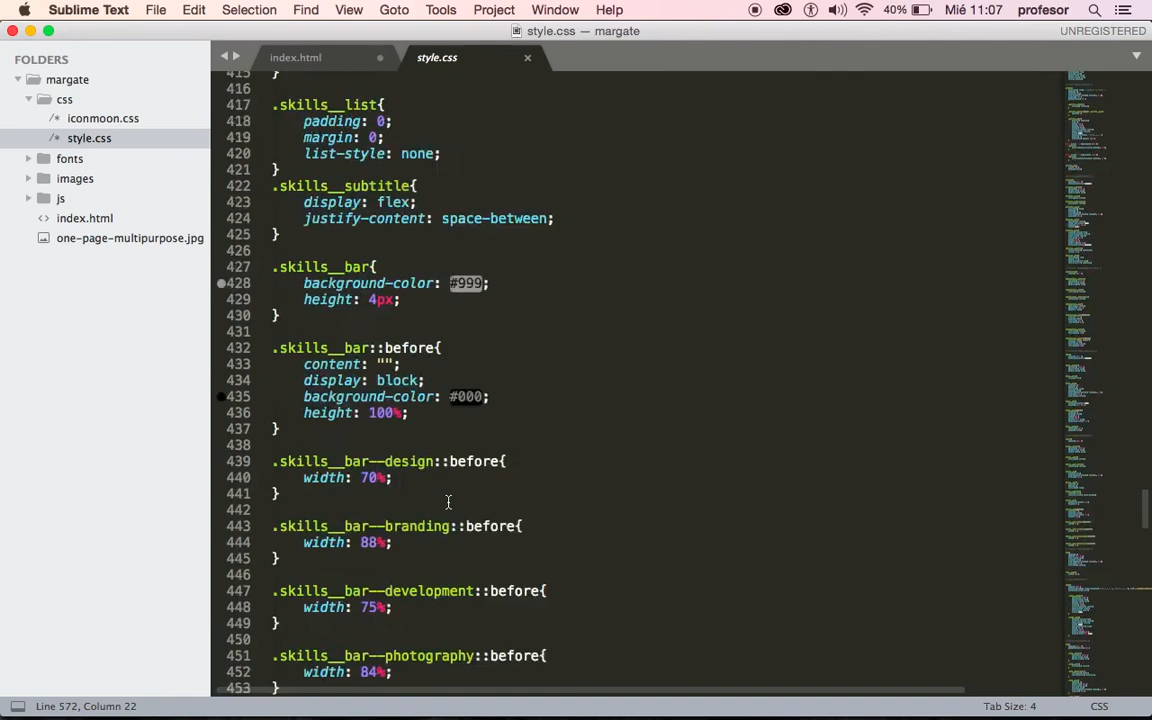 Sublime Text File Edit Selection Find View Goto Tools Project Window Help 40% Mié 11:07 profesor
style.css — margate UNREGISTERED
FOLDERS
margate
css
/* iconmoon.css
/* style.css
fonts
images
js
<> index.html
one-page-multipurpose.jpg
index.html style.css
415 }
416
417 .skills__list{
418 padding: 0;
419 margin: 0;
420 list-style: none;
421 }
422 .skills__subtitle{
423 display: flex;
424 justify-content: space-between;
425 }
426
427 .skills__bar{
428 background-color: #999;
429 height: 4px;
430 }
431
432 .skills__bar::before{
433 content: "";
434 display: block;
435 background-color: #000;
436 height: 100%;
437 }
438
439 .skills__bar--design::before{
440 width: 70%;
441 }
442
443 .skills__bar--branding::before{
444 width: 88%;
445 }
446
447 .skills__bar--development::before{
448 width: 75%;
449 }
450
451 .skills__bar--photography::before{
452 width: 84%;
453 }
Line 572, Column 22 Tab Size: 4 CSS